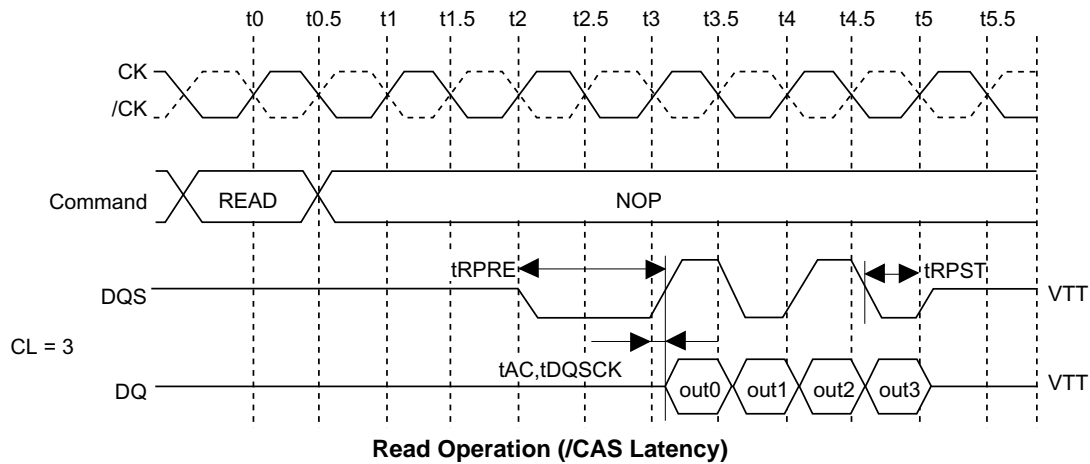 t0 t0.5 t1 t1.5 t2 t2.5 t3 t3.5 t4 t4.5 t5 t5.5
CK
/CK
Command READ NOP
tRPRE tRPST
DQS VTT
CL = 3
tAC,tDQSCK
DQ out0 out1 out2 out3 VTT
Read Operation (/CAS Latency)